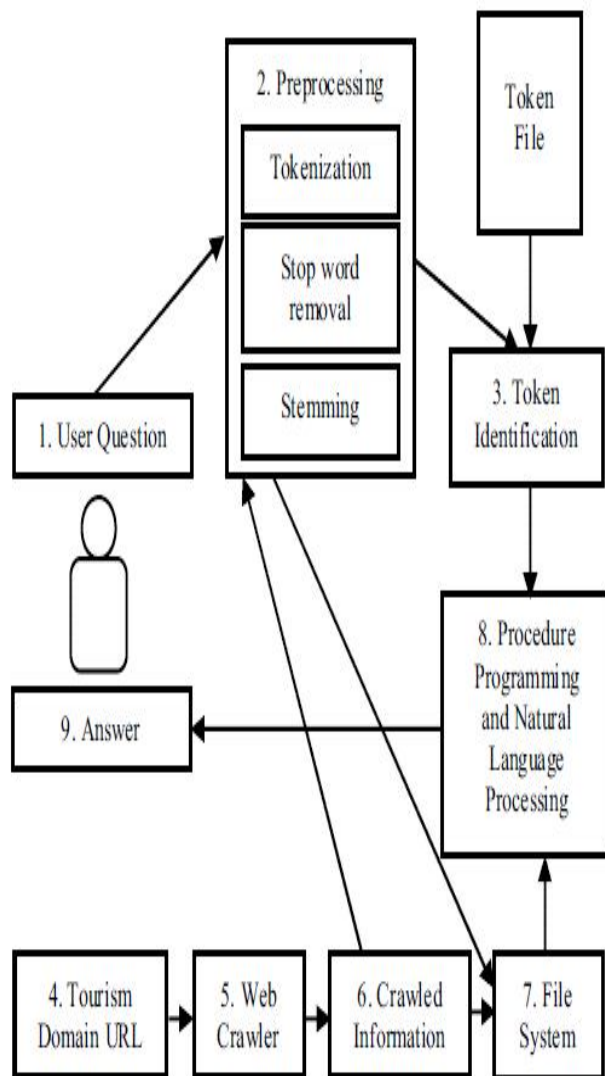 2. Preprocessing
Tokenization
Stop word
removal
Stemming
Token
File
1. User Question
3. Token
Identification
8. Procedure
Programming
and Natural
Language
Processing
9. Answer
4. Tourism
Domain URL
5. Web
Crawler
6. Crawled
Information
7. File
System